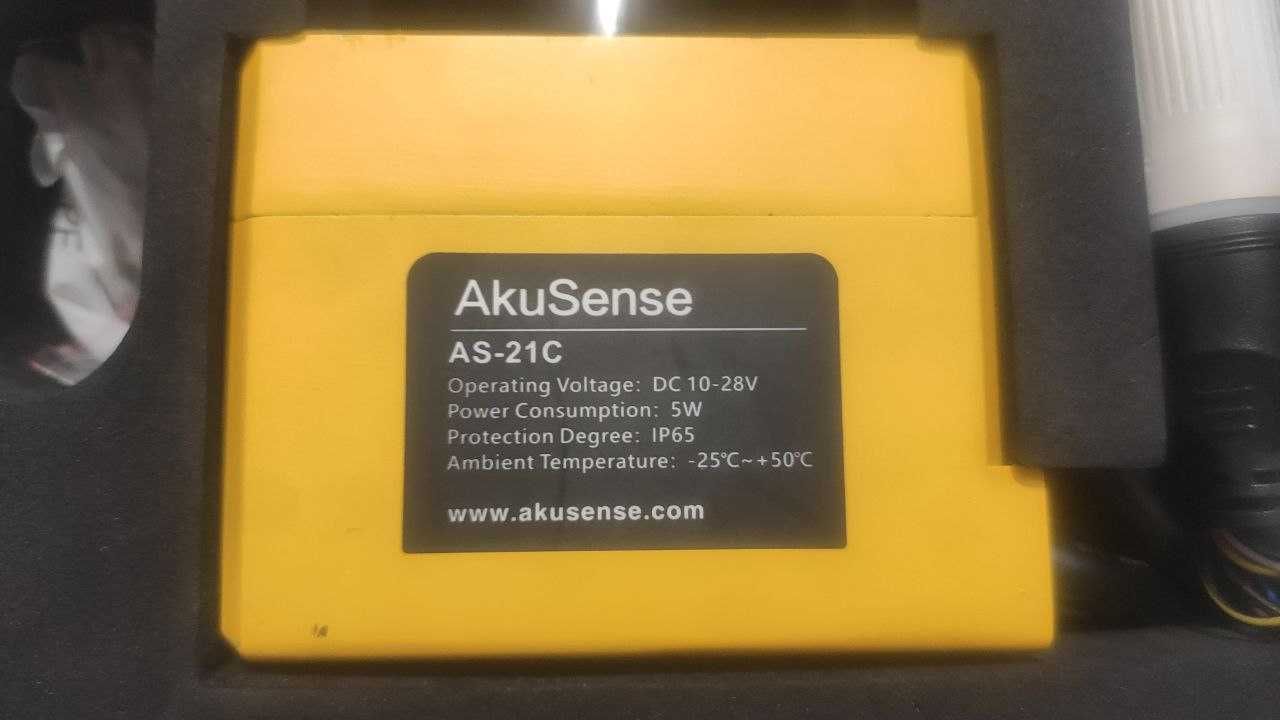 AkuSense
AS-21C
Operating Voltage: DC 10-28V
Power Consumption: 5W
Protection Degree: IP65
Ambient Temperature: -25℃~+50℃
www.akusense.com